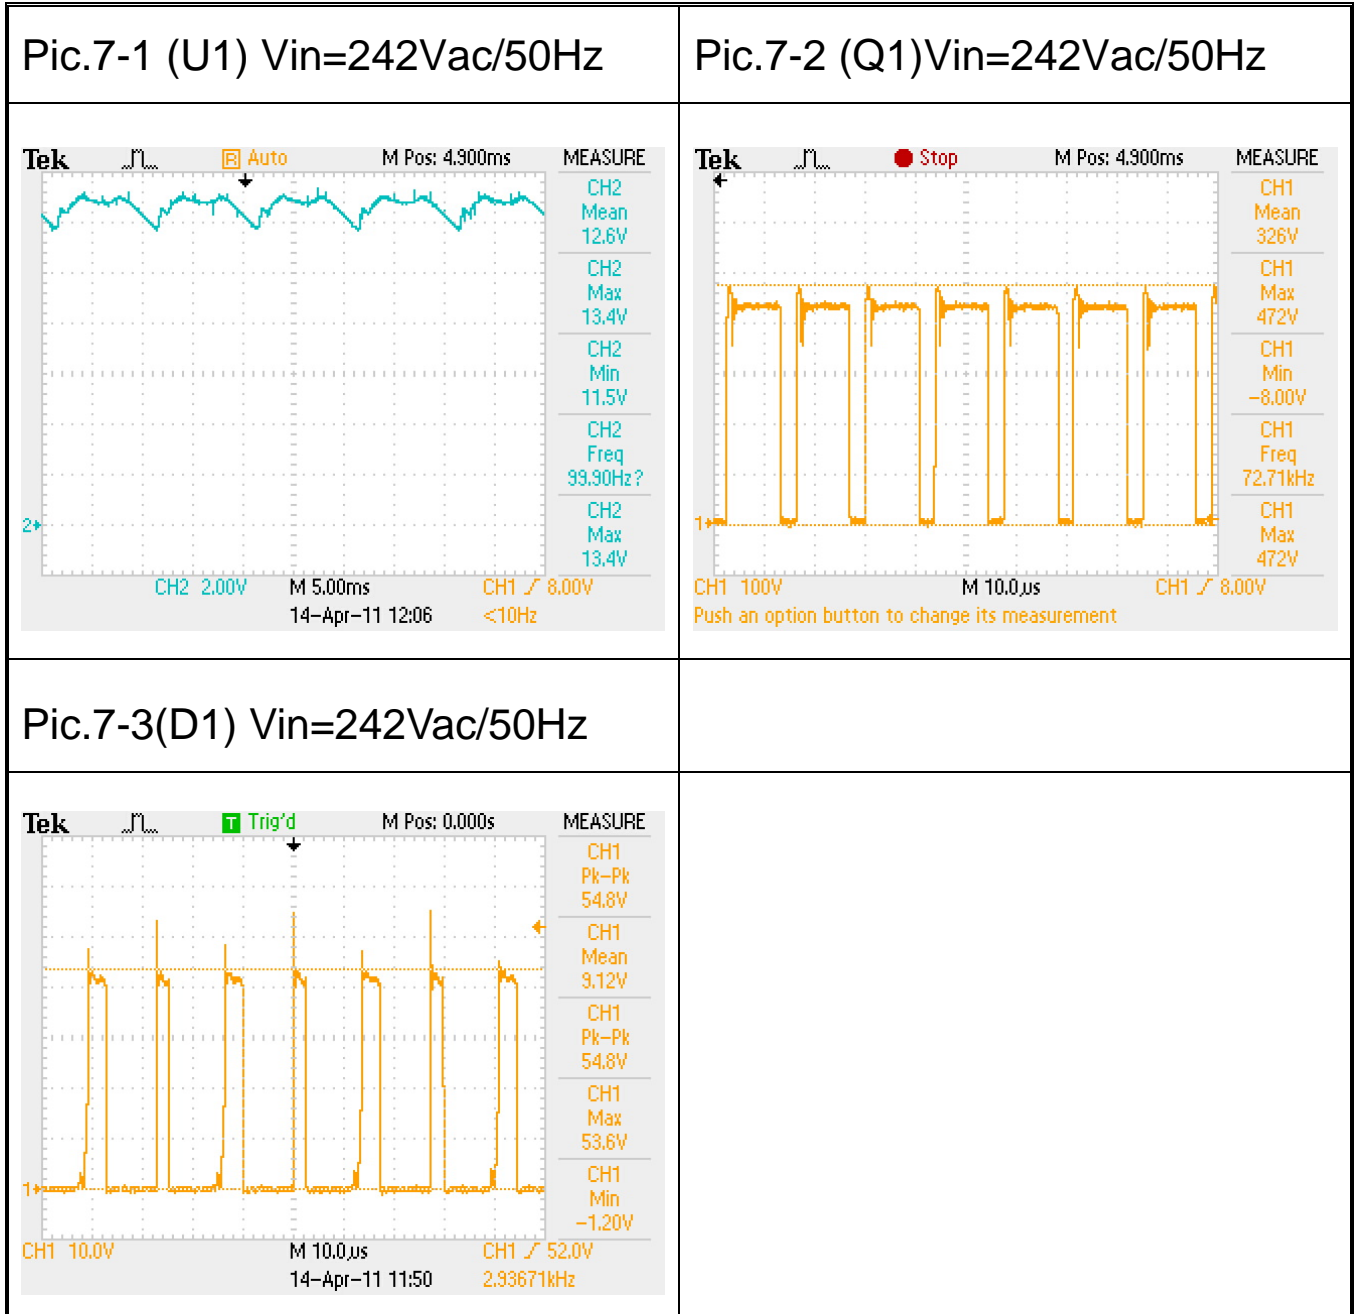 Pic.7-1 (U1) Vin=242Vac/50Hz
Pic.7-2 (Q1)Vin=242Vac/50Hz
Tek
R Auto
M Pos: 4.900ms
MEASURE
CH2
Mean
12.6V
CH2
Max
13.4V
CH2
Min
11.5V
CH2
Freq
99.90Hz?
CH2
Max
13.4V
2
CH2 2.00V
M 5.00ms
CH1 8.00V
14-Apr-11 12:06
<10Hz
Tek
Stop
M Pos: 4.900ms
MEASURE
CH1
Mean
326V
CH1
Max
472V
CH1
Min
-8.00V
CH1
Freq
72.71kHz
CH1
Max
472V
1
CH1 100V
M 10.0µs
CH1 8.00V
Push an option button to change its measurement
Pic.7-3(D1) Vin=242Vac/50Hz
Tek
T Trig'd
M Pos: 0.000s
MEASURE
CH1
Pk-Pk
54.8V
CH1
Mean
9.12V
CH1
Pk-Pk
54.8V
CH1
Max
53.6V
CH1
Min
-1.20V
1
CH1 10.0V
M 10.0µs
CH1 52.0V
14-Apr-11 11:50
2.93671kHz